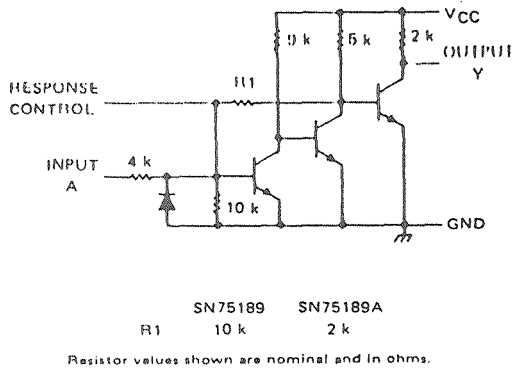 VCC
9 k
5 k
2 k
OUTPUT
Y
RESPONSE
CONTROL
R1
INPUT
A
4 k
10 k
GND
SN75189 SN75189A
R1 10 k 2 k
Resistor values shown are nominal and in ohms.